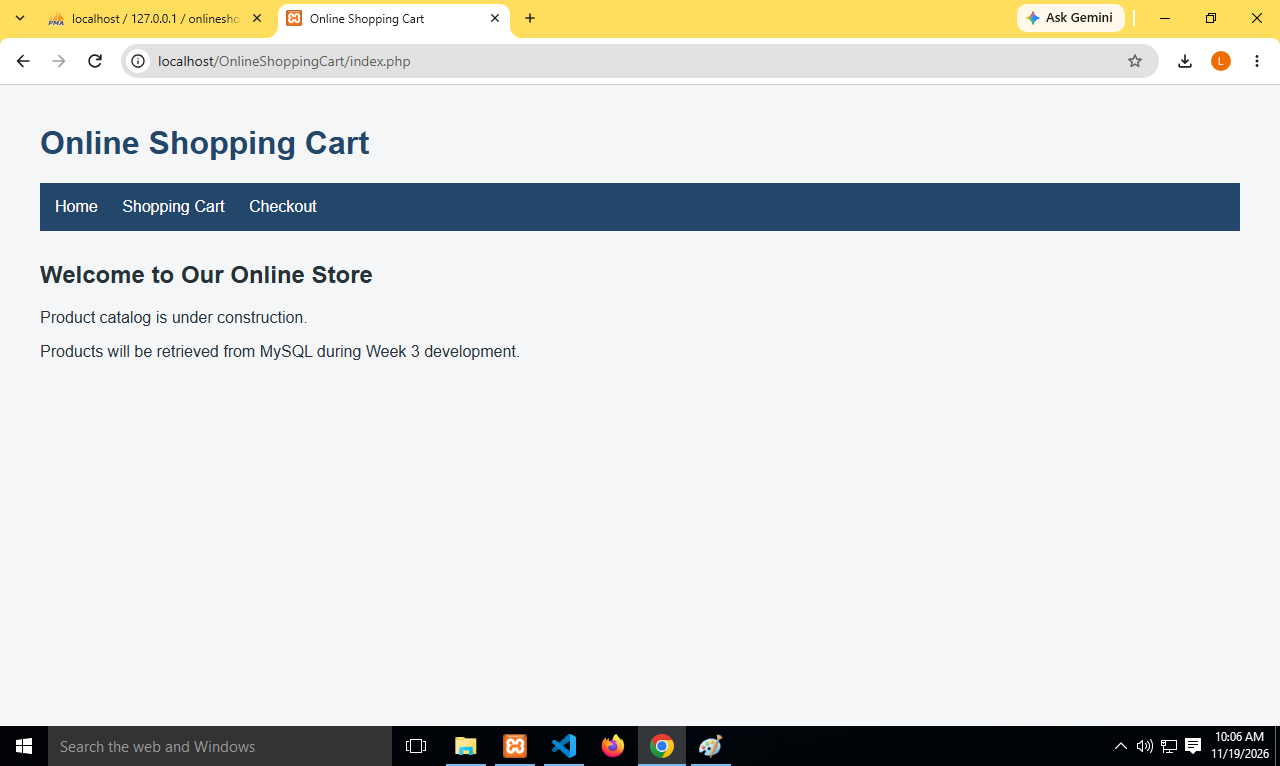 localhost / 127.0.0.1 / onlinesho
Online Shopping Cart
Ask Gemini
localhost/OnlineShoppingCart/index.php
L
Online Shopping Cart
Home Shopping Cart Checkout
Welcome to Our Online Store
Product catalog is under construction.
Products will be retrieved from MySQL during Week 3 development.
Search the web and Windows
10:06 AM
11/19/2026